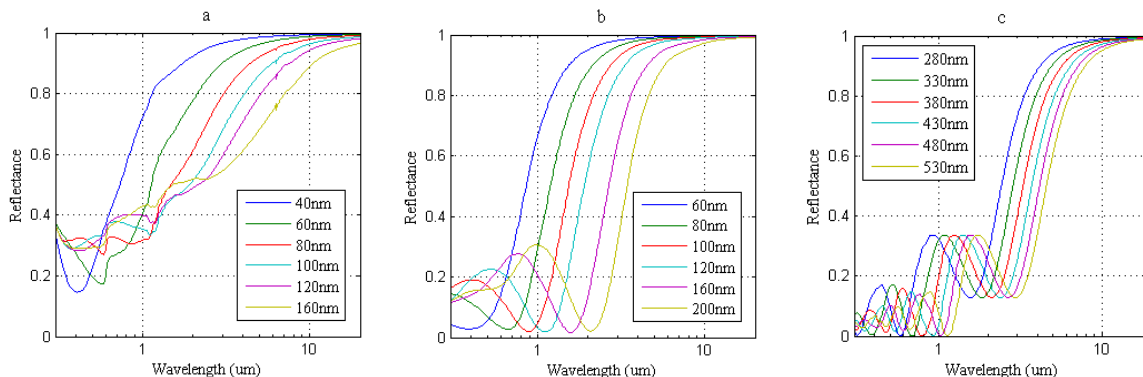 a
1
0.8
0.6
0.4
0.2
0
Reflectance
40nm
60nm
80nm
100nm
120nm
160nm
1
10
Wavelength (um)
b
1
0.8
0.6
0.4
0.2
0
Reflectance
60nm
80nm
100nm
120nm
160nm
200nm
1
10
Wavelength (um)
c
1
0.8
0.6
0.4
0.2
0
Reflectance
280nm
330nm
380nm
430nm
480nm
530nm
1
10
Wavelength (um)